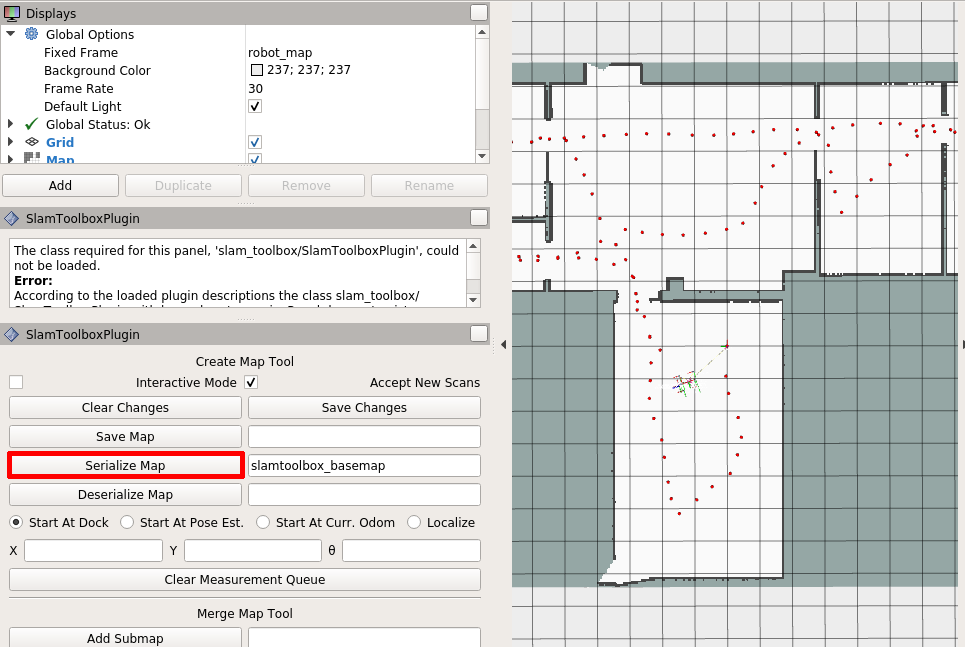 Displays
Global Options
Fixed Frame robot_map
Background Color 237; 237; 237
Frame Rate 30
Default Light
Global Status: Ok
Grid
Map
Add Duplicate Remove Rename
SlamToolboxPlugin
The class required for this panel, 'slam_toolbox/SlamToolboxPlugin', could
not be loaded.
Error:
According to the loaded plugin descriptions the class slam_toolbox/
SlamToolboxPlugin
Create Map Tool
Interactive Mode Accept New Scans
Clear Changes Save Changes
Save Map
Serialize Map slamtoolbox_basemap
Deserialize Map
Start At Dock Start At Pose Est. Start At Curr. Odom Localize
X Y θ
Clear Measurement Queue
Merge Map Tool
Add Submap